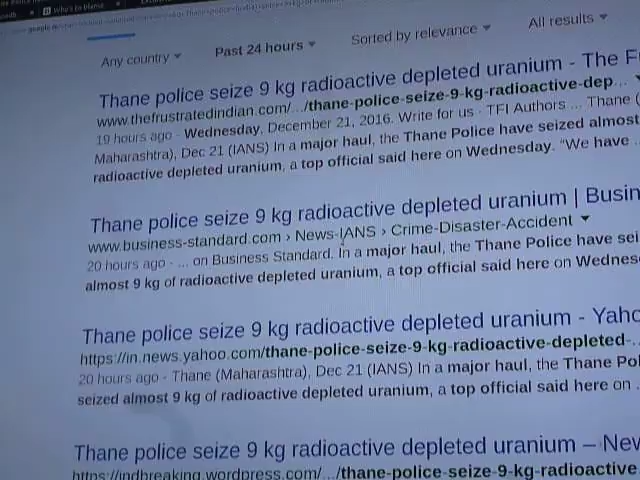 Who's to blame
Any country Past 24 hours Sorted by relevance All results
Thane police seize 9 kg radioactive depleted uranium - The F
www.thefrustratedindian.com/.../thane-police-seize-9-kg-radioactive-dep...
19 hours ago - Wednesday, December 21, 2016. Write for us · TFI Authors ... Thane (
Maharashtra), Dec 21 (IANS) In a major haul, the Thane Police have seized almost
radioactive depleted uranium, a top official said here on Wednesday. "We have ..
Thane police seize 9 kg radioactive depleted uranium | Busin
www.business-standard.com › News-IANS › Crime-Disaster-Accident
20 hours ago - ... on Business Standard. In a major haul, the Thane Police have sei
almost 9 kg of radioactive depleted uranium, a top official said here on Wednes
Thane police seize 9 kg radioactive depleted uranium - Yaho
https://in.news.yahoo.com/thane-police-seize-9-kg-radioactive-depleted-..
20 hours ago - Thane (Maharashtra), Dec 21 (IANS) In a major haul, the Thane Pol
seized almost 9 kg of radioactive depleted uranium, a top official said here on .
Thane police seize 9 kg radioactive depleted uranium – New
https://indbreaking.wordpress.com/.../thane-police-seize-9-kg-radioactive